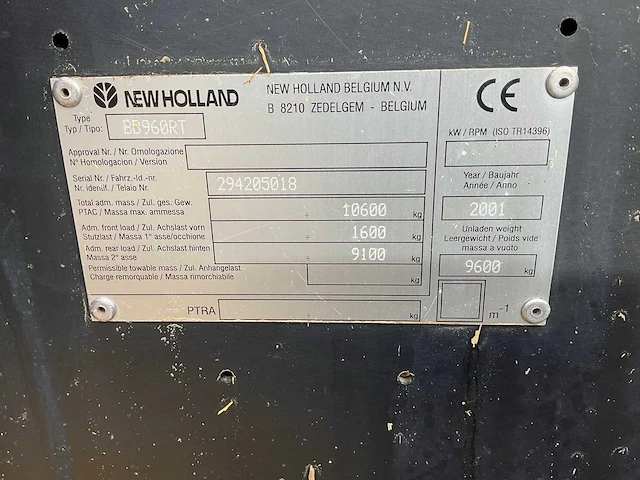 NEW HOLLAND
NEW HOLLAND BELGIUM N.V.
B 8210 ZEDELGEM - BELGIUM
CE
Type
Typ / Tipo:
BB960RT
kW / RPM (ISO TR14396)
Approval Nr. / Nr. Omologazione
N° Homologacion / Version
Serial Nr. / Fahrz.-Id.-nr.
Nr. identif. / Telaio Nr.
294205018
Year / Baujahr
Année / Anno
2001
Total adm. mass / Zul. ges. Gew.
PTAC / Massa max. ammessa
10600 kg
Adm. front load / Zul. Achslast vorn
Stutzlast / Massa 1° asse/occhione
1600 kg
Adm. rear load / Zul. Achslast hinten
Massa 2° asse
9100 kg
Unladen weight
Leergewicht / Poids vide
massa a vuoto
9600 kg
Permissible towable mass / Zul. Anhangelast
Charge remorquable / Massa rimorchiabile
kg
PTRA
kg
m-1